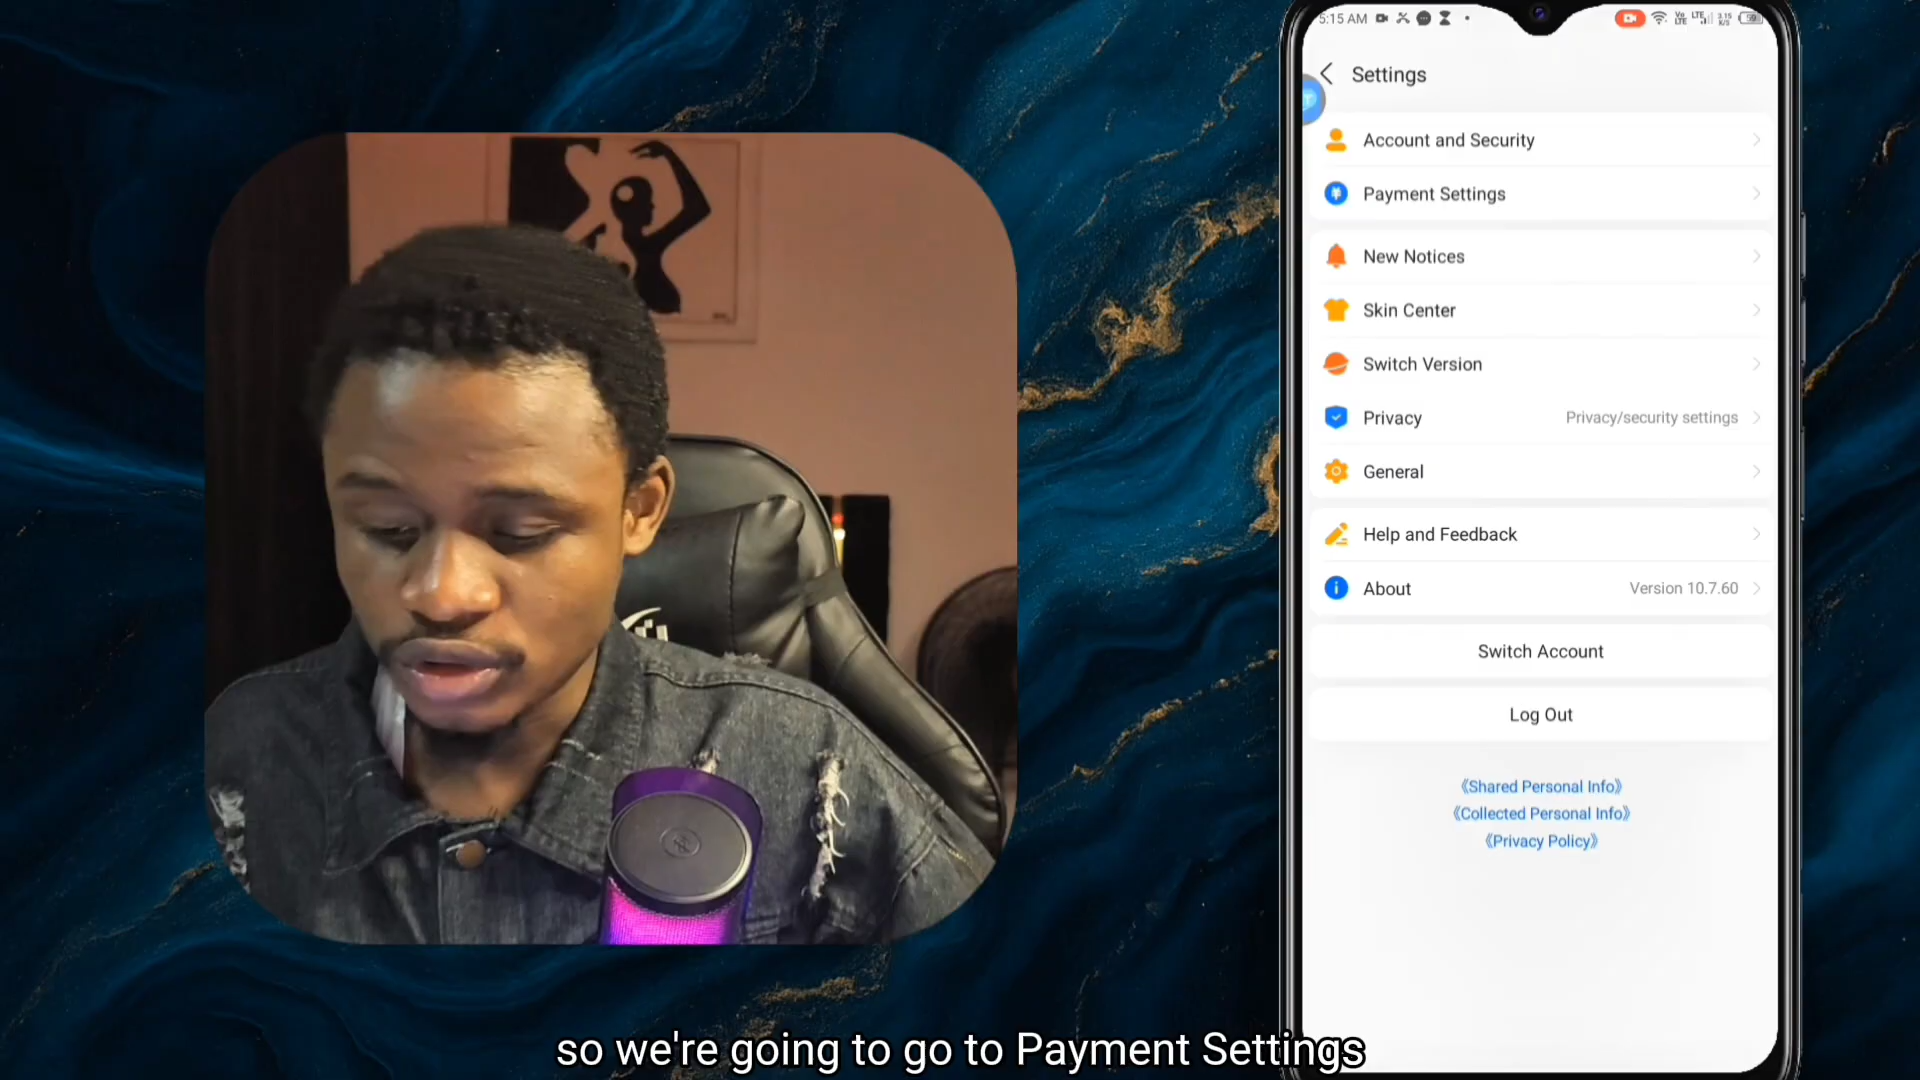 5:15 AM
Settings
Account and Security
Payment Settings
New Notices
Skin Center
Switch Version
Privacy
Privacy/security settings
General
Help and Feedback
About
Version 10.7.60
Switch Account
Log Out
《Shared Personal Info》
《Collected Personal Info》
《Privacy Policy》
so we're going to go to Payment Settings